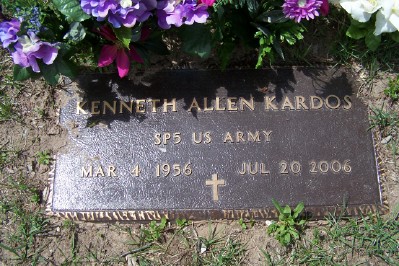 KENNETH ALLEN KARDOS
SP5 US ARMY
MAR 4 1956 JUL 20 2006